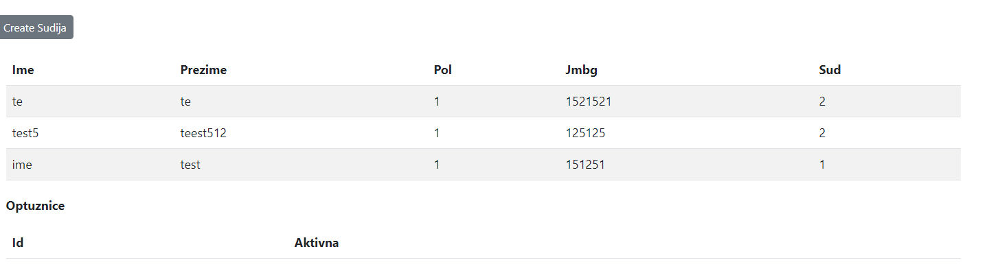 Create Sudija
Ime Prezime Pol Jmbg Sud
te te 1 1521521 2
test5 teest512 1 125125 2
ime test 1 151251 1
Optuznice
Id Aktivna